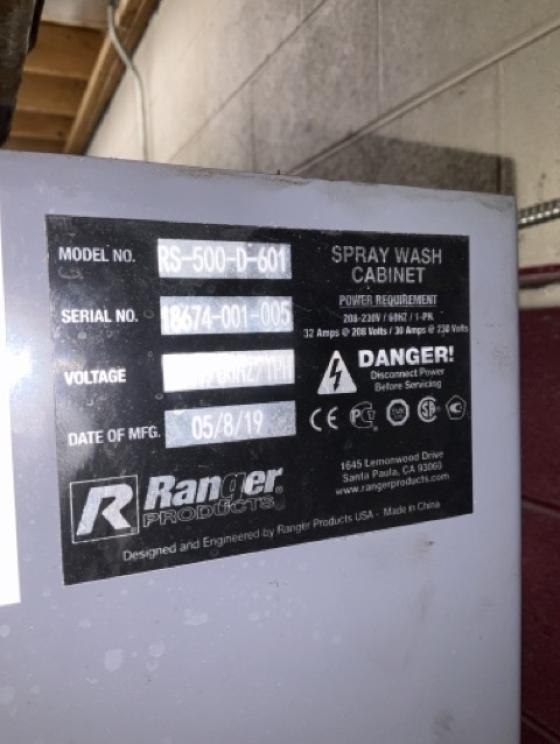 MODEL NO. RS-500-D-601
SERIAL NO. 18674-001-005
VOLTAGE
DATE OF MFG. 05/8/19
R Ranger®
PRODUCTS
SPRAY WASH
CABINET
POWER REQUIREMENT
208-230V / 60HZ / 1-PH.
32 Amps @ 208 Volts / 30 Amps @ 230 Volts
DANGER!
Disconnect Power
Before Servicing
CE
1645 Lemonwood Drive
Santa Paula, CA 93060
www.rangerproducts.com
Designed and Engineered by Ranger Products USA - Made in China